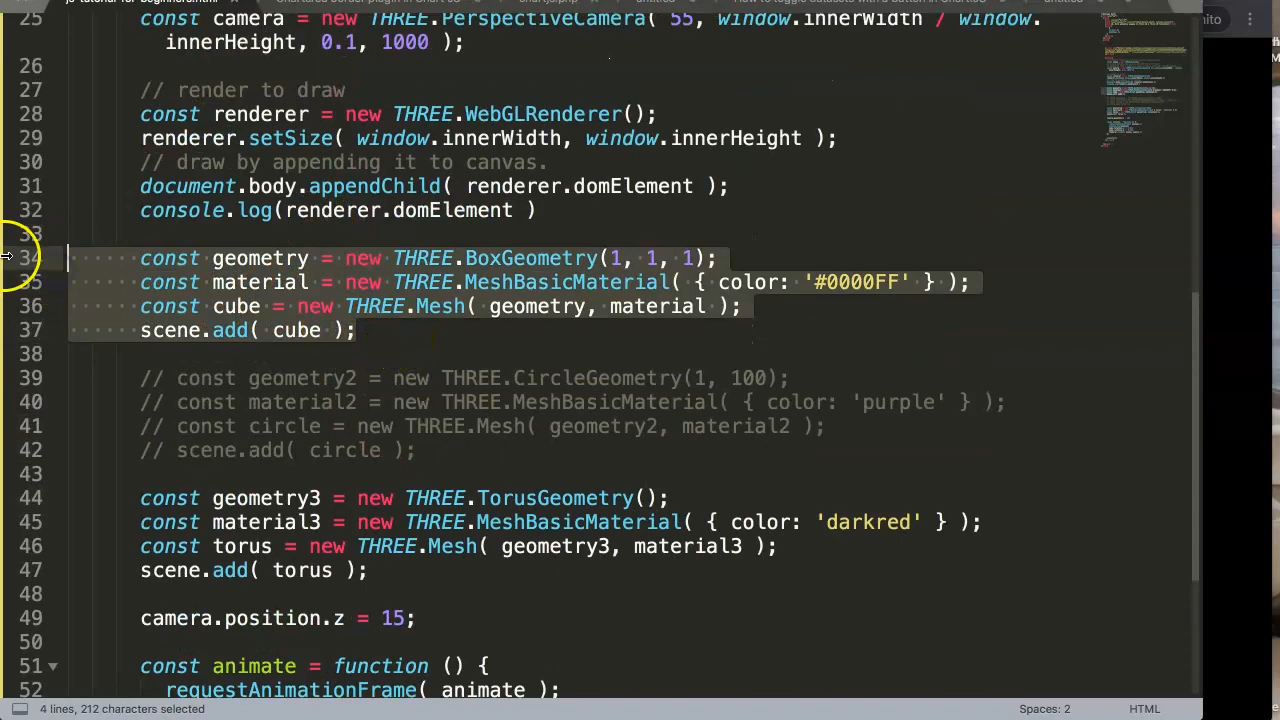 js-tutorial-for-beginners.html
25 const camera = new THREE.PerspectiveCamera( 55, window.innerWidth / window.
innerHeight, 0.1, 1000 );
26
27 // render to draw
28 const renderer = new THREE.WebGLRenderer();
29 renderer.setSize( window.innerWidth, window.innerHeight );
30 // draw by appending it to canvas.
31 document.body.appendChild( renderer.domElement );
32 console.log(renderer.domElement )
33
34 const geometry = new THREE.BoxGeometry(1, 1, 1);
35 const material = new THREE.MeshBasicMaterial( { color: '#0000FF' } );
36 const cube = new THREE.Mesh( geometry, material );
37 scene.add( cube );
38
39 // const geometry2 = new THREE.CircleGeometry(1, 100);
40 // const material2 = new THREE.MeshBasicMaterial( { color: 'purple' } );
41 // const circle = new THREE.Mesh( geometry2, material2 );
42 // scene.add( circle );
43
44 const geometry3 = new THREE.TorusGeometry();
45 const material3 = new THREE.MeshBasicMaterial( { color: 'darkred' } );
46 const torus = new THREE.Mesh( geometry3, material3 );
47 scene.add( torus );
48
49 camera.position.z = 15;
50
51 const animate = function () {
52 requestAnimationFrame( animate );
4 lines, 212 characters selected
Spaces: 2
HTML